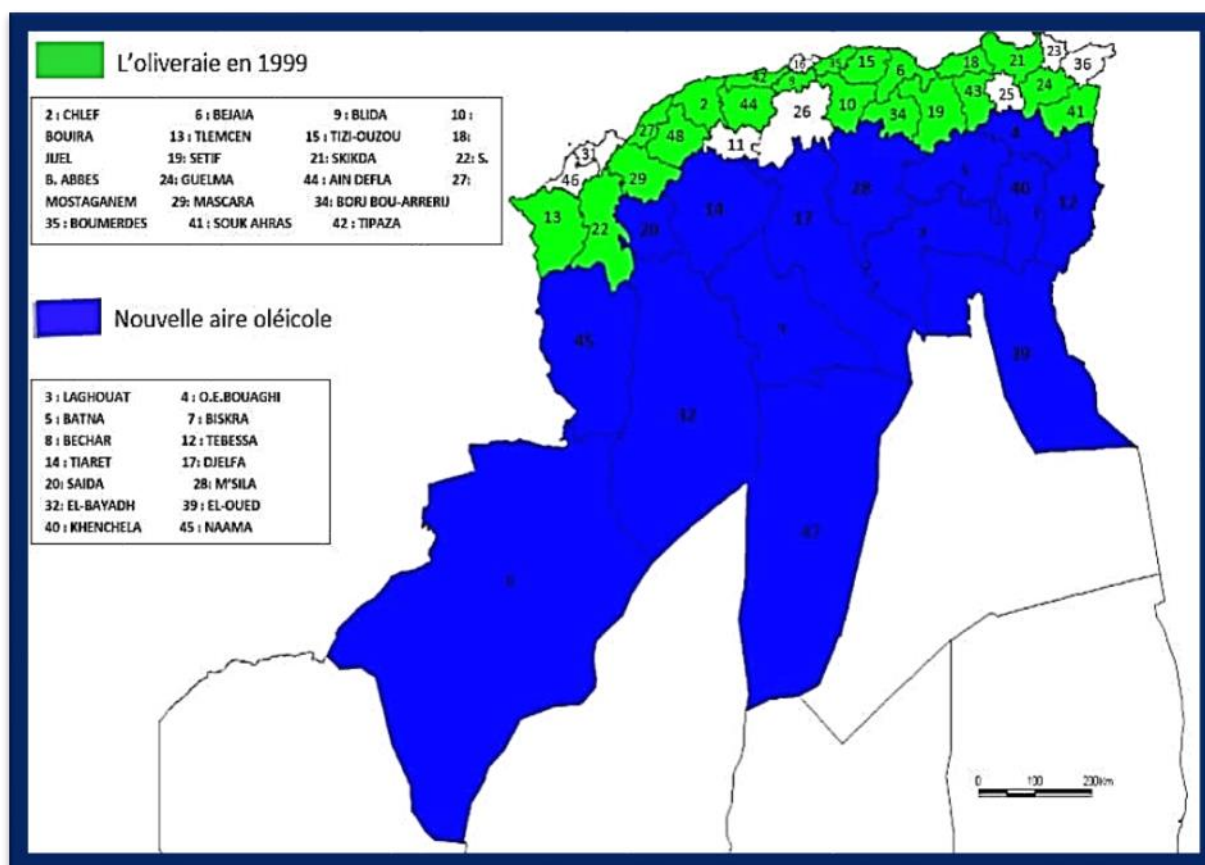 L'oliveraie en 1999
2 : CHLEF 6 : BEJAIA 9 : BLIDA 10 :
BOUIRA 13 : TLEMCEN 15 : TIZI-OUZOU 18:
JIJEL 19: SETIF 21: SKIKDA 22: S.
B. ABBES 24: GUELMA 44 : AIN DEFLA 27:
MOSTAGANEM 29: MASCARA 34: BORJ BOU-ARRERIJ
35 : BOUMERDES 41 : SOUK AHRAS 42 : TIPAZA
Nouvelle aire oléicole
3 : LAGHOUAT 4 : O.E.BOUAGHI
5 : BATNA 7 : BISKRA
8 : BECHAR 12 : TEBESSA
14 : TIARET 17: DJELFA
20: SAIDA 28: M'SILA
32: EL-BAYADH 39 : EL-OUED
40 : KHENCHELA 45 : NAAMA
23
16 35 15 18 21 36
42 9 6
2 44 10 34 19 43 25 24 41
27 48 11 26
31
46 29
13 22 20 14 17 28 4 40 12
45 3 39
32
47
0 100 200Km